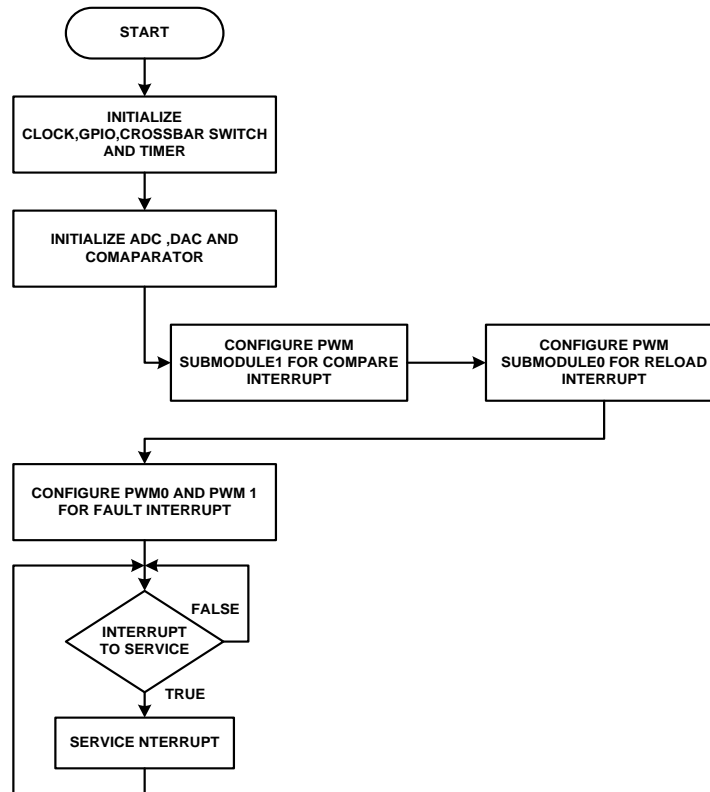 START
INITIALIZE
CLOCK,GPIO,CROSSBAR SWITCH
AND TIMER
INITIALIZE ADC ,DAC AND
COMAPARATOR
CONFIGURE PWM
SUBMODULE1 FOR COMPARE
INTERRUPT
CONFIGURE PWM
SUBMODULE0 FOR RELOAD
INTERRUPT
CONFIGURE PWM0 AND PWM 1
FOR FAULT INTERRUPT
FALSE
INTERRUPT
TO SERVICE
TRUE
SERVICE NTERRUPT